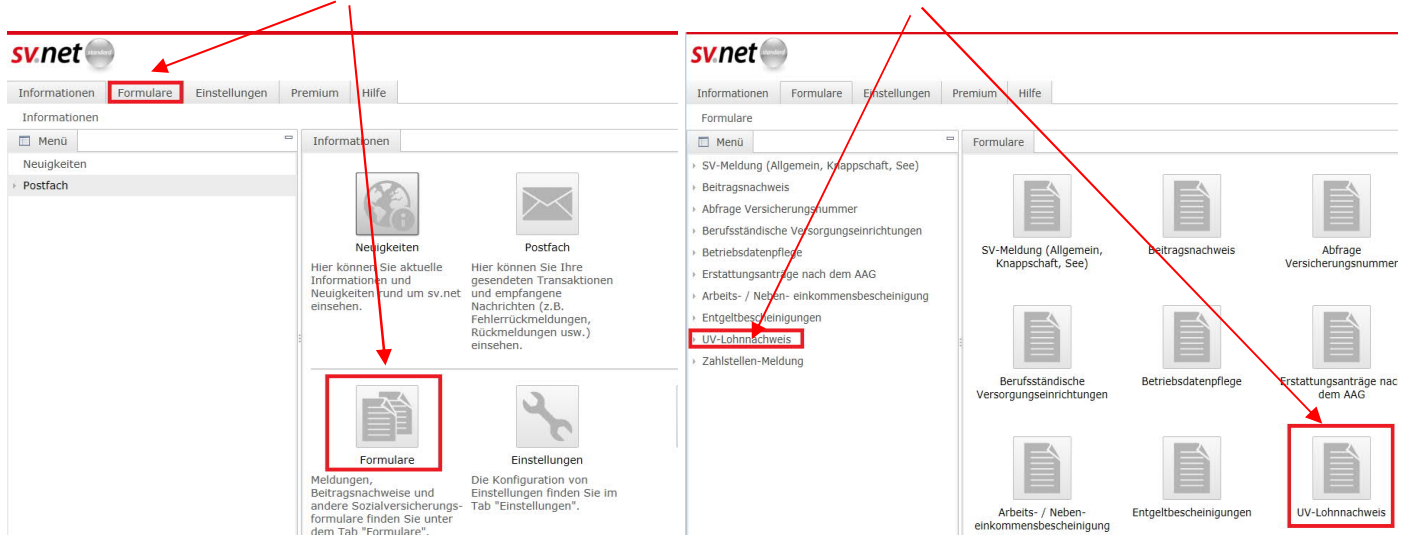 sv.net standard
Informationen Formulare Einstellungen Premium Hilfe
Informationen
Menü
Neuigkeiten
Postfach
Informationen
Neuigkeiten
Hier können Sie aktuelle
Informationen und
Neuigkeiten rund um sv.net
einsehen.
Postfach
Hier können Sie Ihre
gesendeten Transaktionen
und empfangene
Nachrichten (z.B.
Fehlerrückmeldungen,
Rückmeldungen usw.)
einsehen.
Formulare
Meldungen,
Beitragsnachweise und
andere Sozialversicherungs-
formulare finden Sie unter
dem Tab "Formulare".
Einstellungen
Die Konfiguration von
Einstellungen finden Sie im
Tab "Einstellungen".
sv.net standard
Informationen Formulare Einstellungen Premium Hilfe
Formulare
Menü
SV-Meldung (Allgemein, Knappschaft, See)
Beitragsnachweis
Abfrage Versicherungsnummer
Berufsständische Versorgungseinrichtungen
Betriebsdatenpflege
Erstattungsanträge nach dem AAG
Arbeits- / Neben- einkommensbescheinigung
Entgeltbescheinigungen
UV-Lohnnachweis
Zahlstellen-Meldung
Formulare
SV-Meldung (Allgemein,
Knappschaft, See)
Beitragsnachweis
Abfrage
Versicherungsnummer
Berufsständische
Versorgungseinrichtungen
Betriebsdatenpflege
Erstattungsanträge nac
dem AAG
Arbeits- / Neben-
einkommensbescheinigung
Entgeltbescheinigungen
UV-Lohnnachweis